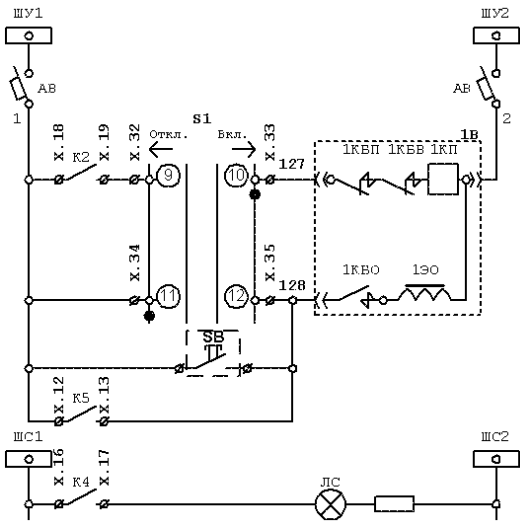 ШУ1
ШУ2
АВ
АВ
1
2
S1
Откл.
Вкл.
1В
X.18
К2
X.19
X.32
X.33
127
1КВП
1КБВ
1КП
9
10
X.34
X.35
128
1КВО
1ЭО
11
12
SB
X.12
К5
X.13
ШС1
ШС2
X.16
К4
X.17
ЛС